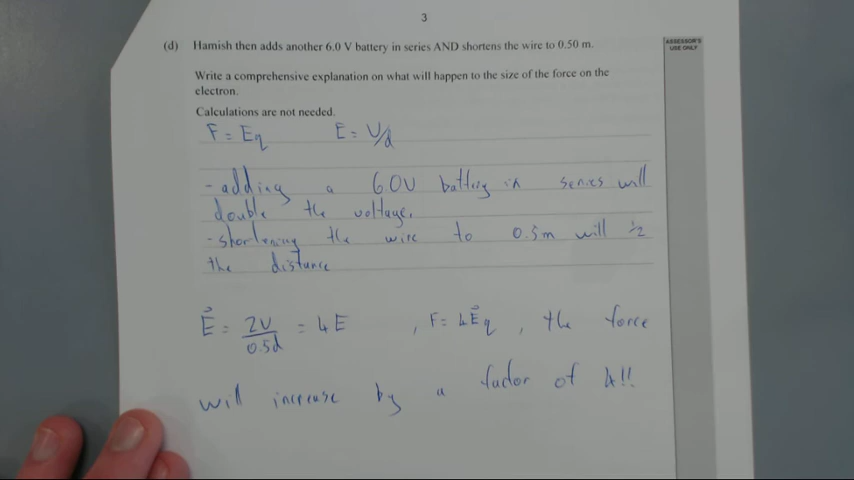 3
(d) Hamish then adds another 6.0 V battery in series AND shortens the wire to 0.50 m.
ASSESSOR'S
USE ONLY
Write a comprehensive explanation on what will happen to the size of the force on the
electron.
Calculations are not needed.
F = Eq E = V/d
- adding a 6.0V battery in series will
double the voltage.
- shortening the wire to 0.5m will ½
the distance
E⃗ = 2V/0.5d = 4E , F = 4E⃗q , the force
will increase by a factor of 4!!